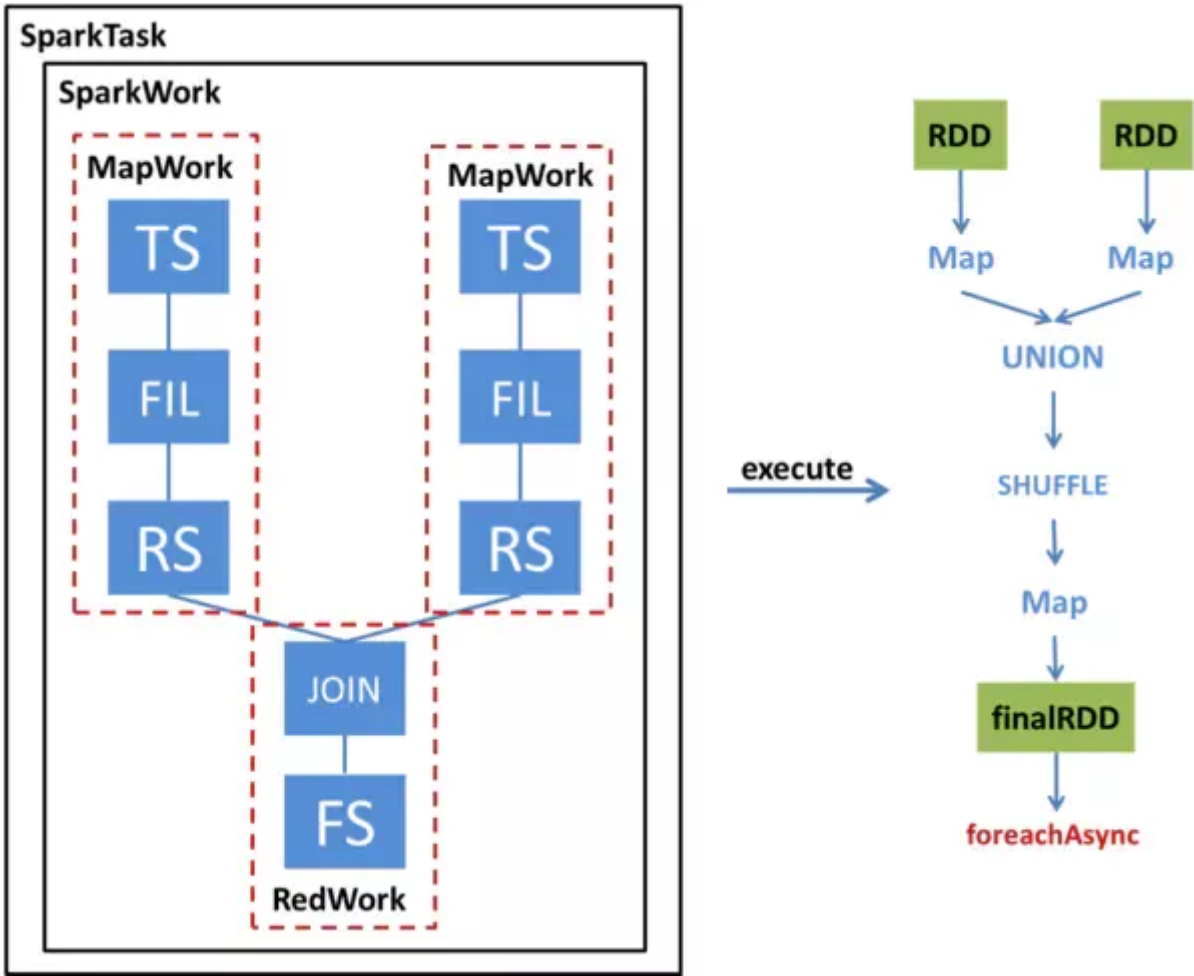 SparkTask
SparkWork
MapWork
TS
FIL
RS
MapWork
TS
FIL
RS
JOIN
FS
RedWork
execute
RDD
RDD
Map
Map
UNION
SHUFFLE
Map
finalRDD
foreachAsync